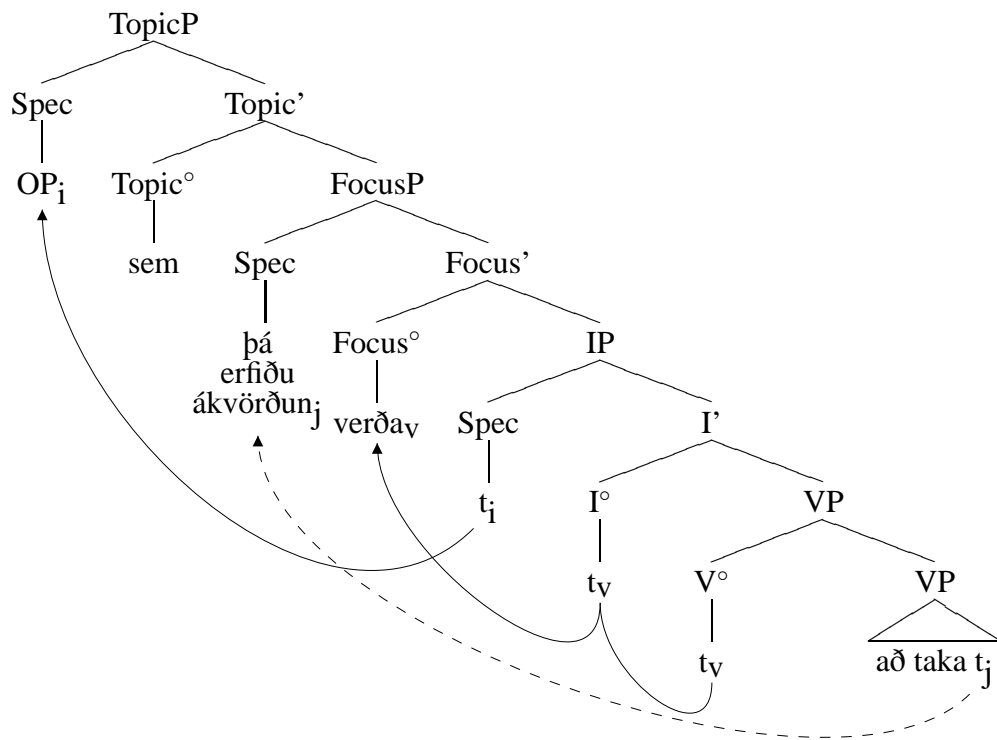 TopicP
Spec Topic’
OPi Topic° FocusP
sem Spec Focus’
þá Focus° IP
erfiðu
ákvörðunj verðav Spec I’
ti I° VP
tv V° VP
tv að taka tj